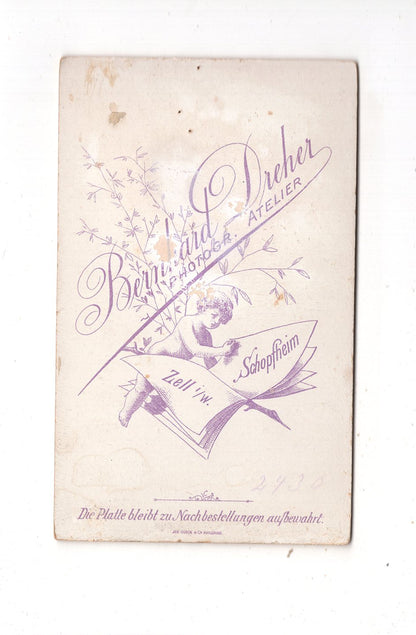 Bernhard Dreher
PHOTOGR. ATELIER
Zell i/W.
Schopfheim
2930
Die Platte bleibt zu Nachbestellungen aufbewahrt.